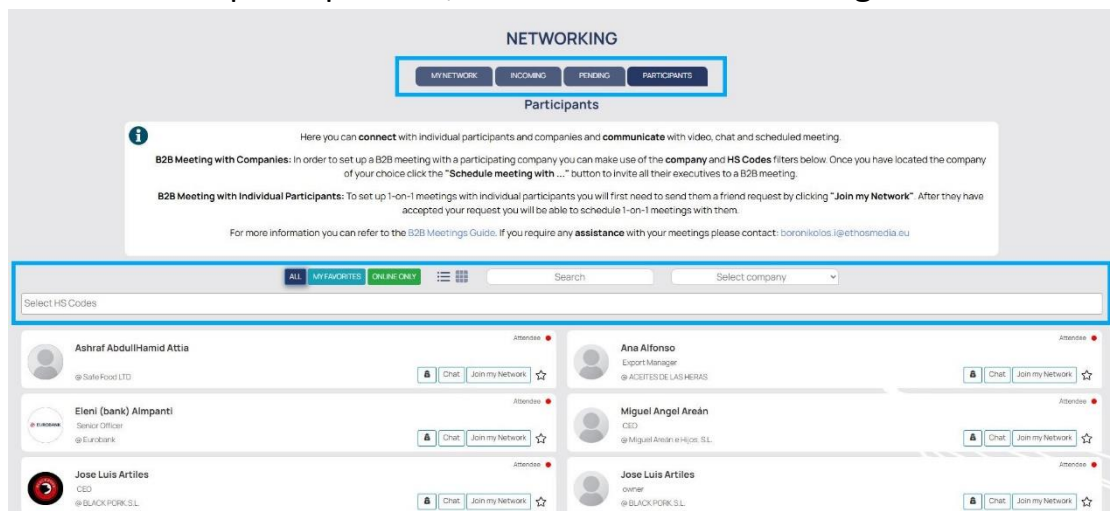 NETWORKING
MY NETWORK INCOMING PENDING PARTICIPANTS
Participants
Here you can connect with individual participants and companies and communicate with video, chat and scheduled meeting.
B2B Meeting with Companies: In order to set up a B2B meeting with a participating company you can make use of the company and HS Codes filters below. Once you have located the company
of your choice click the "Schedule meeting with ..." button to invite all their executives to a B2B meeting.
B2B Meeting with Individual Participants: To set up 1-on-1 meetings with individual participants you will first need to send them a friend request by clicking "Join my Network". After they have
accepted your request you will be able to schedule 1-on-1 meetings with them.
For more information you can refer to the B2B Meetings Guide. If you require any assistance with your meetings please contact: boronikolos.i@ethosmedia.eu
ALL MY FAVORITES ONLINE ONLY Search Select company
Select HS Codes
Attendee
Ashraf AbdullHamid Attia
@ Safe Food LTD
Chat Join my Network
Attendee
Ana Alfonso
Export Manager
@ ACEITES DE LAS HERAS
Chat Join my Network
Attendee
Eleni (bank) Almpanti
Senior Officer
EUROBANK
@ Eurobank
Chat Join my Network
Attendee
Miguel Angel Areán
CEO
@ Miguel Areán e Hijos. S.L.
Chat Join my Network
Attendee
Jose Luis Artiles
CEO
@ BLACK PORK, S.L
Chat Join my Network
Attendee
Jose Luis Artiles
owner
@ BLACK PORK. S.L
Chat Join my Network